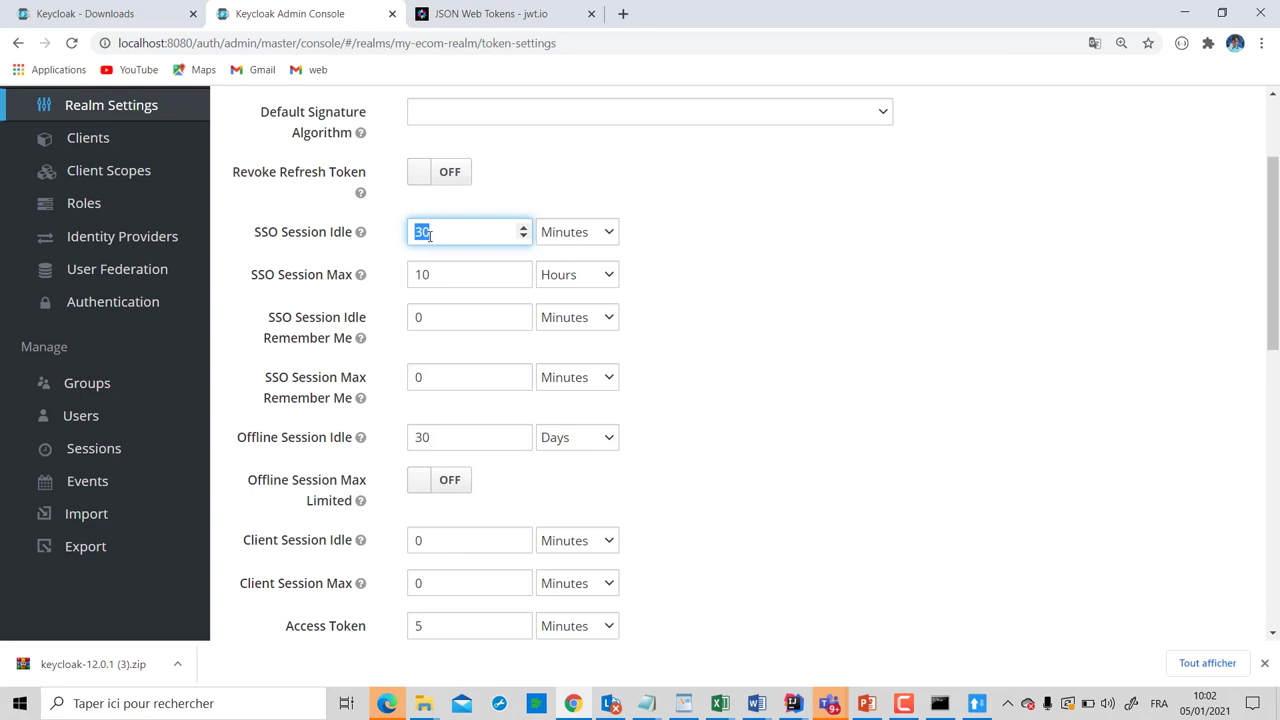 Keycloak - Downloads
Keycloak Admin Console
JSON Web Tokens - jwt.io
localhost:8080/auth/admin/master/console/#/realms/my-ecom-realm/token-settings
Applications
YouTube
Maps
Gmail
web
Realm Settings
Clients
Client Scopes
Roles
Identity Providers
User Federation
Authentication
Manage
Groups
Users
Sessions
Events
Import
Export
Default Signature
Algorithm
Revoke Refresh Token
OFF
SSO Session Idle
30
Minutes
SSO Session Max
10
Hours
SSO Session Idle
Remember Me
0
Minutes
SSO Session Max
Remember Me
0
Minutes
Offline Session Idle
30
Days
Offline Session Max
Limited
OFF
Client Session Idle
0
Minutes
Client Session Max
0
Minutes
Access Token
5
Minutes
keycloak-12.0.1 (3).zip
Tout afficher
Taper ici pour rechercher
9+
FRA
10:02
05/01/2021